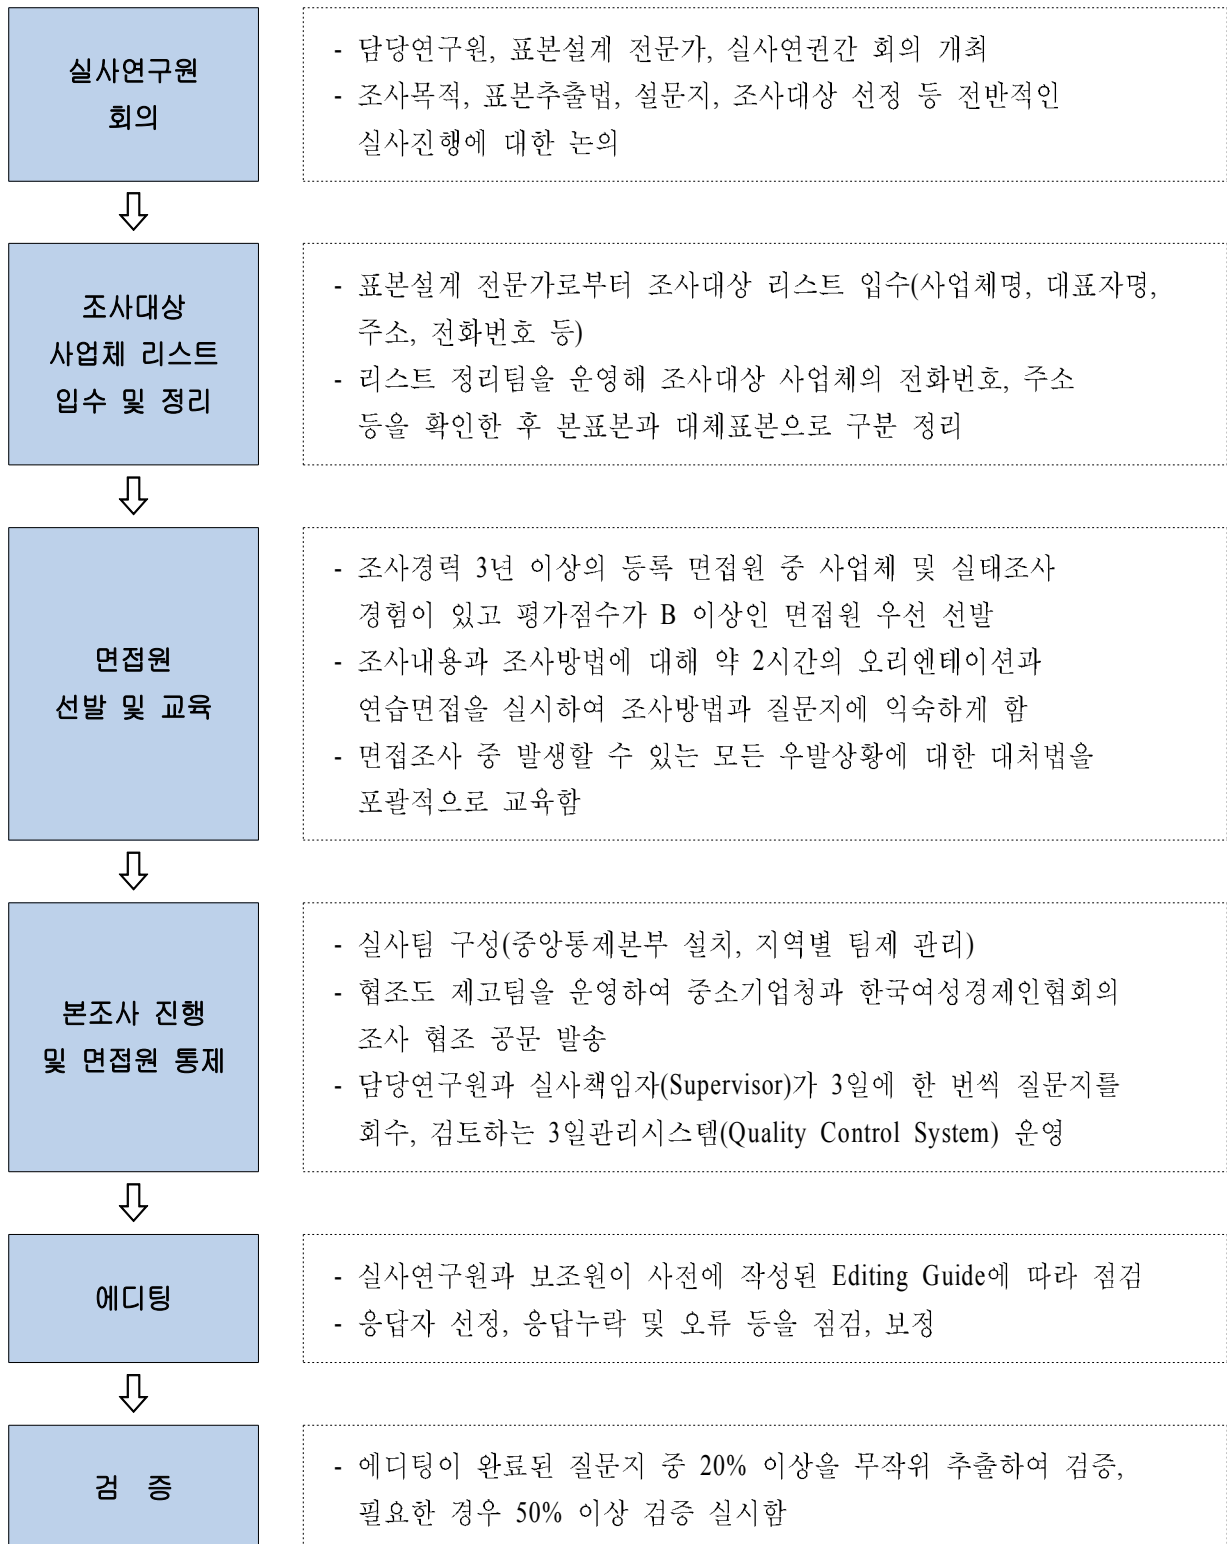 실사연구원
회의
- 담당연구원, 표본설계 전문가, 실사연권간 회의 개최
- 조사목적, 표본추출법, 설문지, 조사대상 선정 등 전반적인
실사진행에 대한 논의
조사대상
사업체 리스트
입수 및 정리
- 표본설계 전문가로부터 조사대상 리스트 입수(사업체명, 대표자명,
주소, 전화번호 등)
- 리스트 정리팀을 운영해 조사대상 사업체의 전화번호, 주소
등을 확인한 후 본표본과 대체표본으로 구분 정리
면접원
선발 및 교육
- 조사경력 3년 이상의 등록 면접원 중 사업체 및 실태조사
경험이 있고 평가점수가 B 이상인 면접원 우선 선발
- 조사내용과 조사방법에 대해 약 2시간의 오리엔테이션과
연습면접을 실시하여 조사방법과 질문지에 익숙하게 함
- 면접조사 중 발생할 수 있는 모든 우발상황에 대한 대처법을
포괄적으로 교육함
본조사 진행
및 면접원 통제
- 실사팀 구성(중앙통제본부 설치, 지역별 팀제 관리)
- 협조도 제고팀을 운영하여 중소기업청과 한국여성경제인협회의
조사 협조 공문 발송
- 담당연구원과 실사책임자(Supervisor)가 3일에 한 번씩 질문지를
회수, 검토하는 3일관리시스템(Quality Control System) 운영
에디팅
- 실사연구원과 보조원이 사전에 작성된 Editing Guide에 따라 점검
- 응답자 선정, 응답누락 및 오류 등을 점검, 보정
검 증
- 에디팅이 완료된 질문지 중 20% 이상을 무작위 추출하여 검증,
필요한 경우 50% 이상 검증 실시함